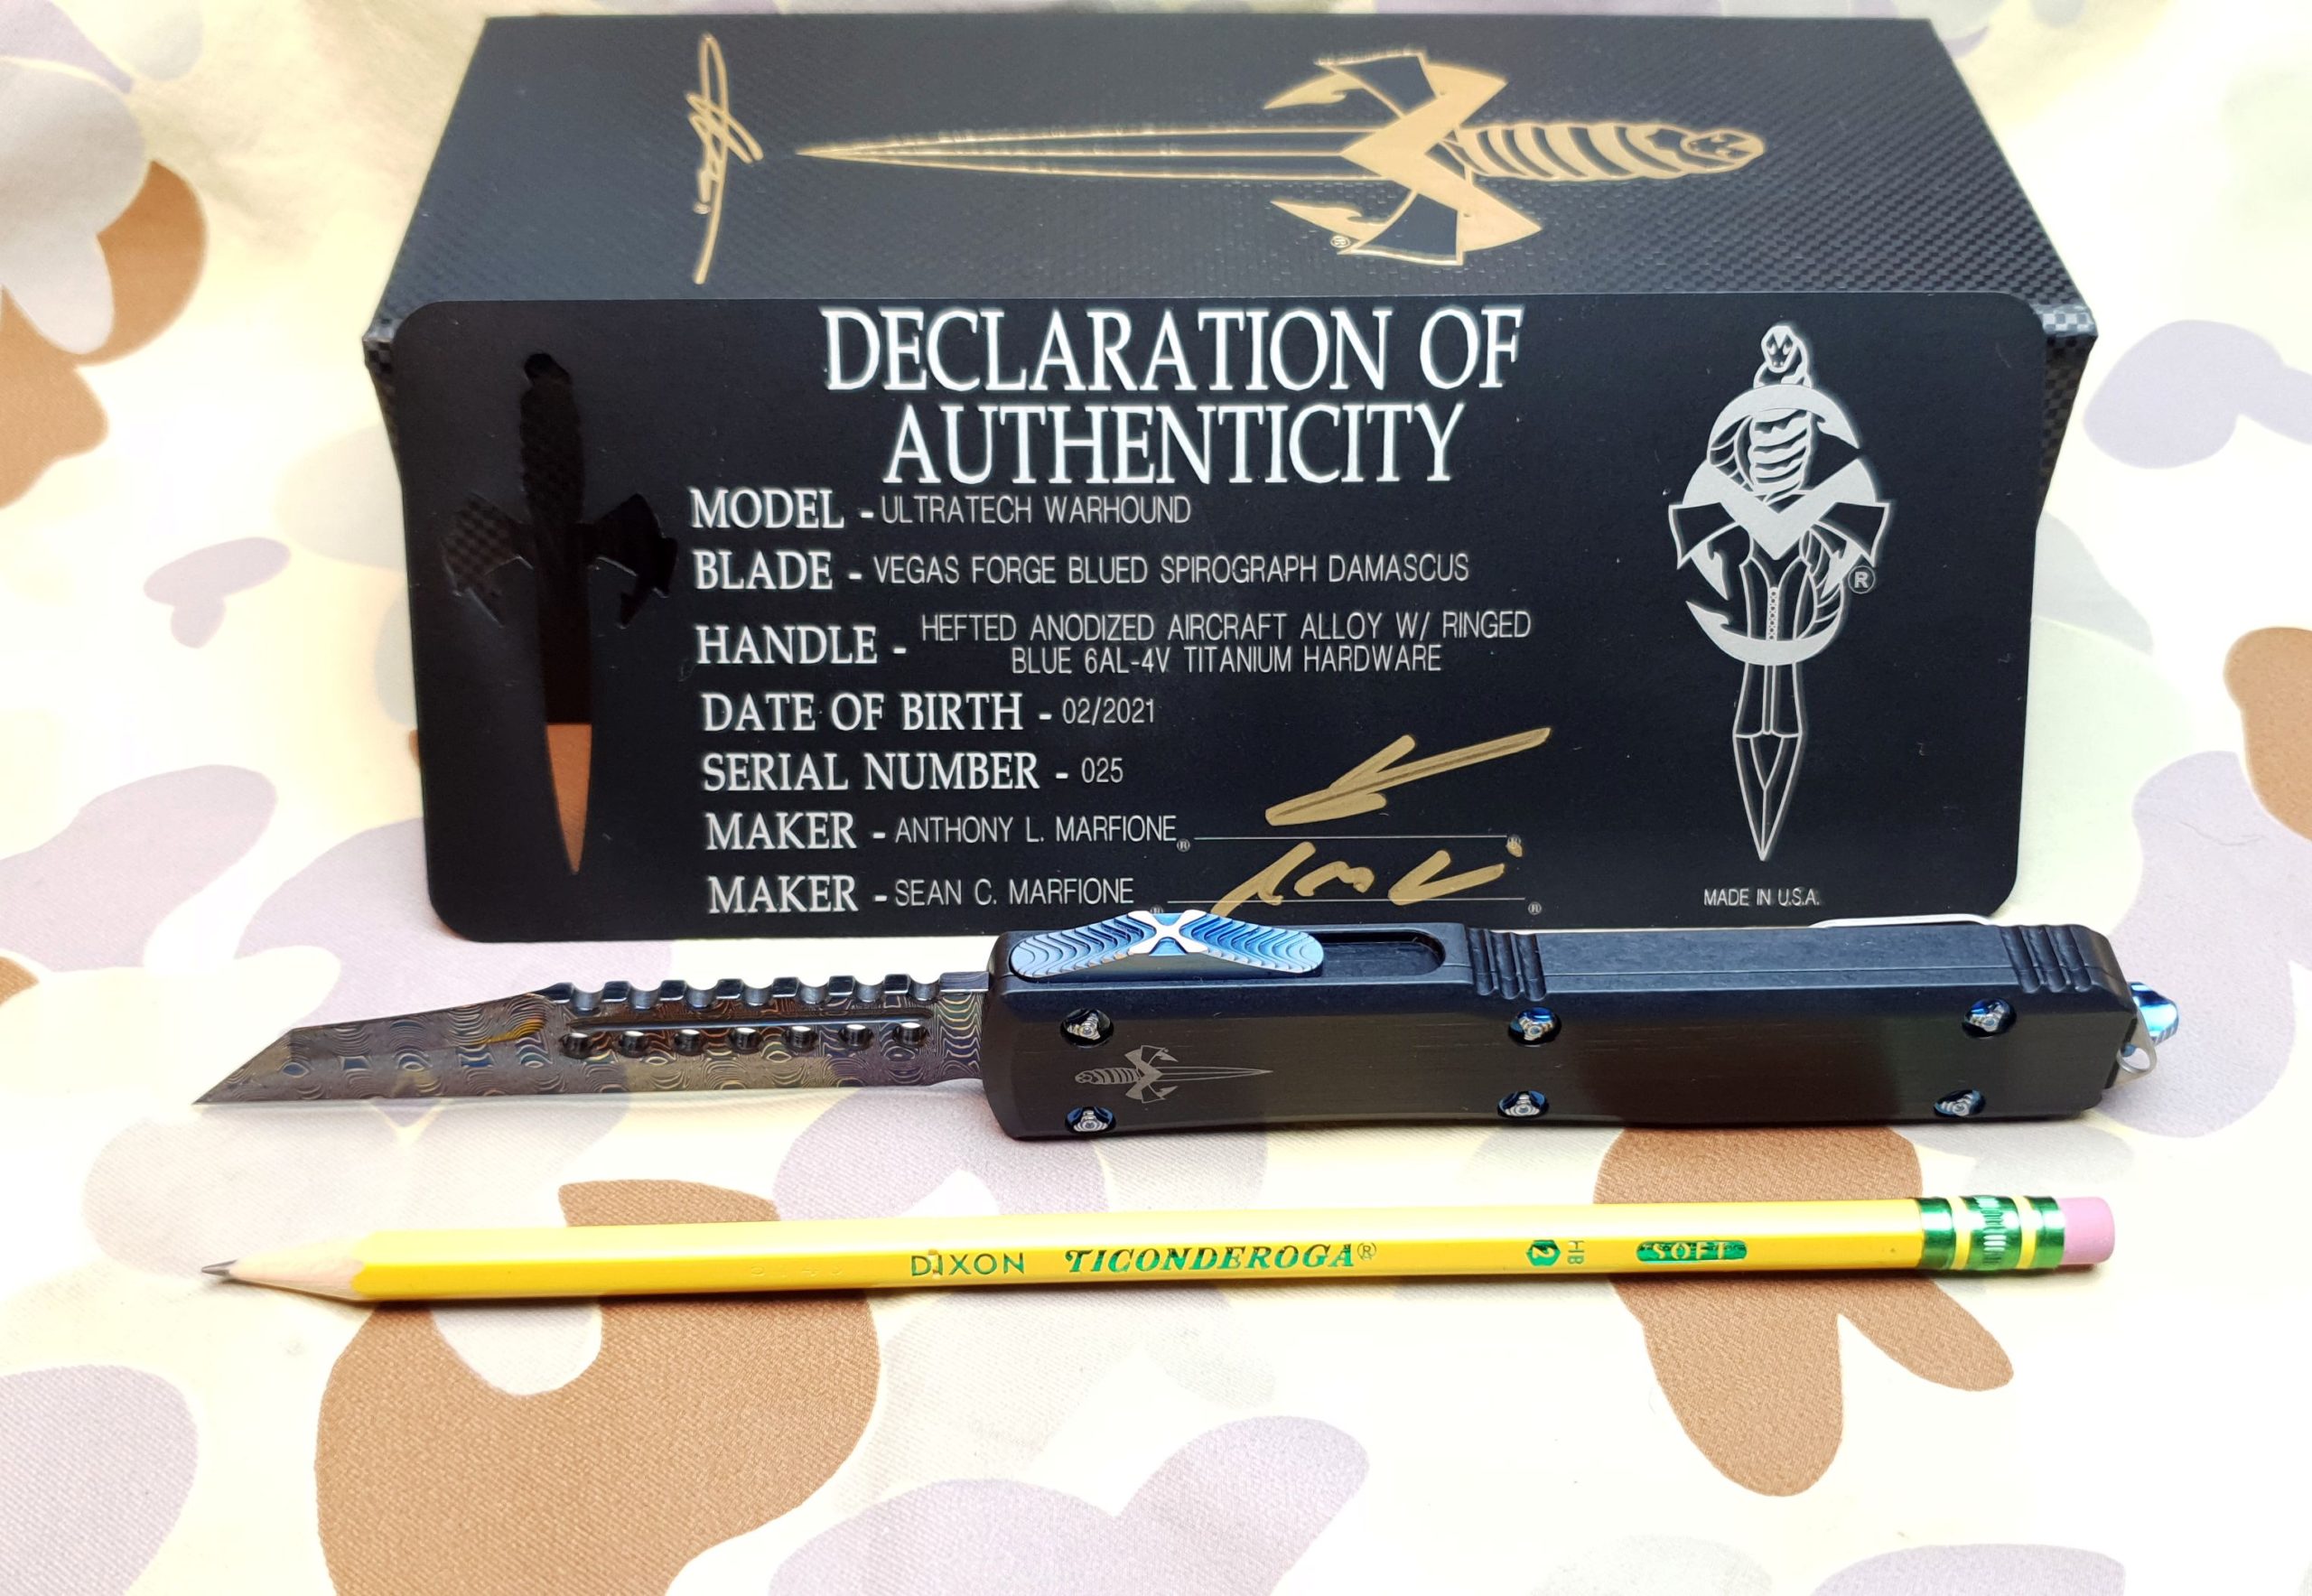 DECLARATION OF
AUTHENTICITY
MODEL - ULTRATECH WARHOUND
BLADE - VEGAS FORGE BLUED SPIROGRAPH DAMASCUS
HANDLE - HEFTED ANODIZED AIRCRAFT ALLOY W/ RINGED
BLUE 6AL-4V TITANIUM HARDWARE
DATE OF BIRTH - 02/2021
SERIAL NUMBER - 025
MAKER - ANTHONY L. MARFIONE®
MAKER - SEAN C. MARFIONE®
®
MADE IN U.S.A.
DIXON TICONDEROGA® 2 HB SOFT